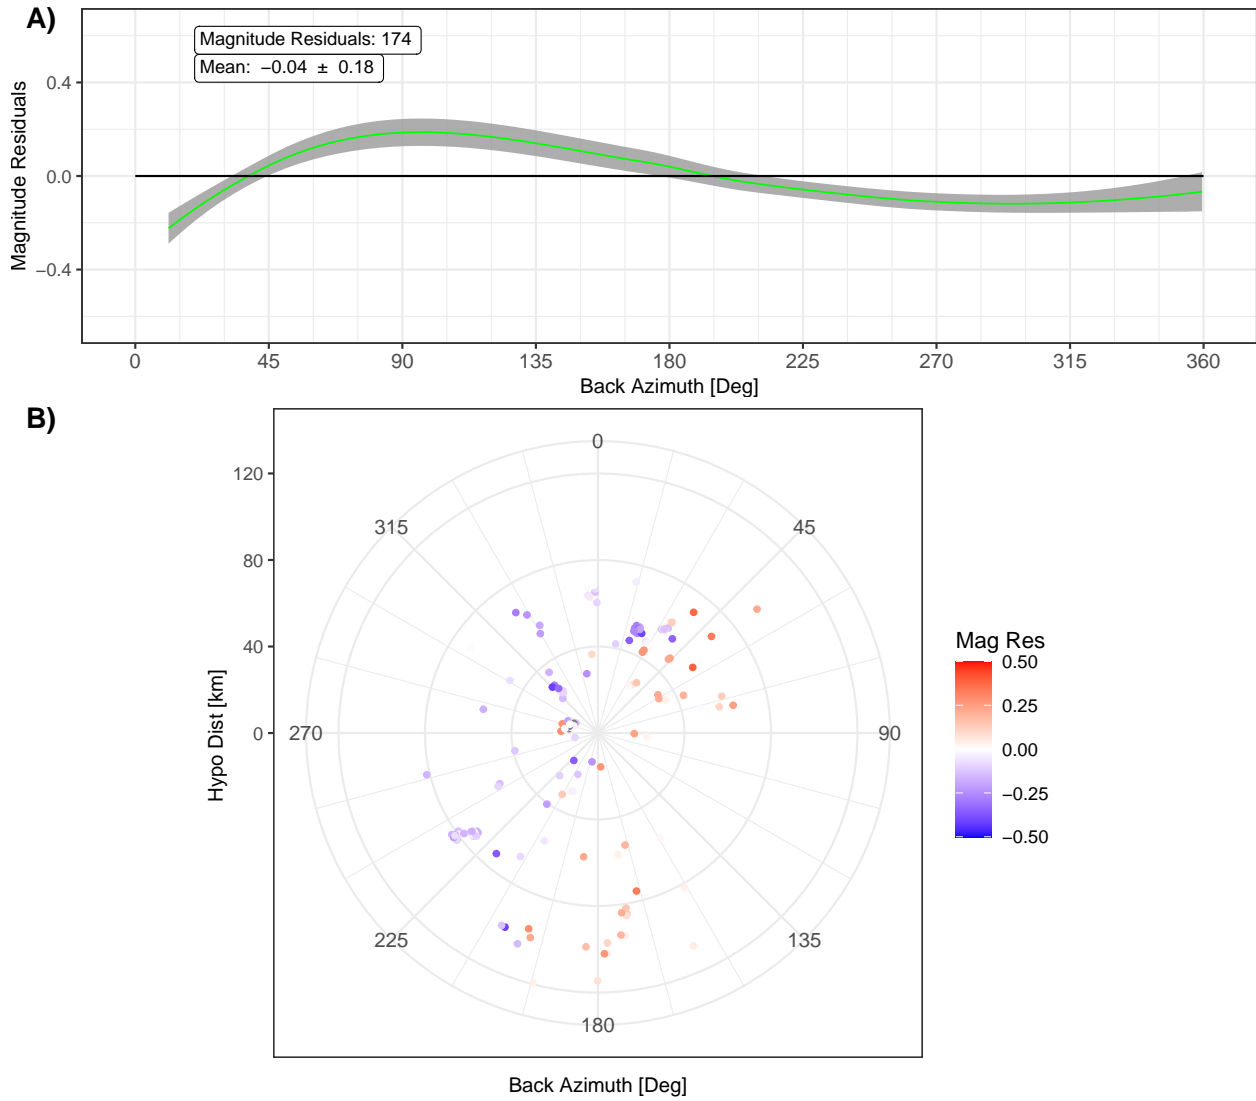 A)
Magnitude Residuals: 174
Mean:  −0.04  ±  0.18
0.4
0.0
−0.4
Magnitude Residuals
0 45 90 135 180 225 270 315 360
Back Azimuth [Deg]
B)
0
45
90
135
180
225
270
315
120
80
40
0
Hypo Dist [km]
Back Azimuth [Deg]
Mag Res
0.50
0.25
0.00
−0.25
−0.50